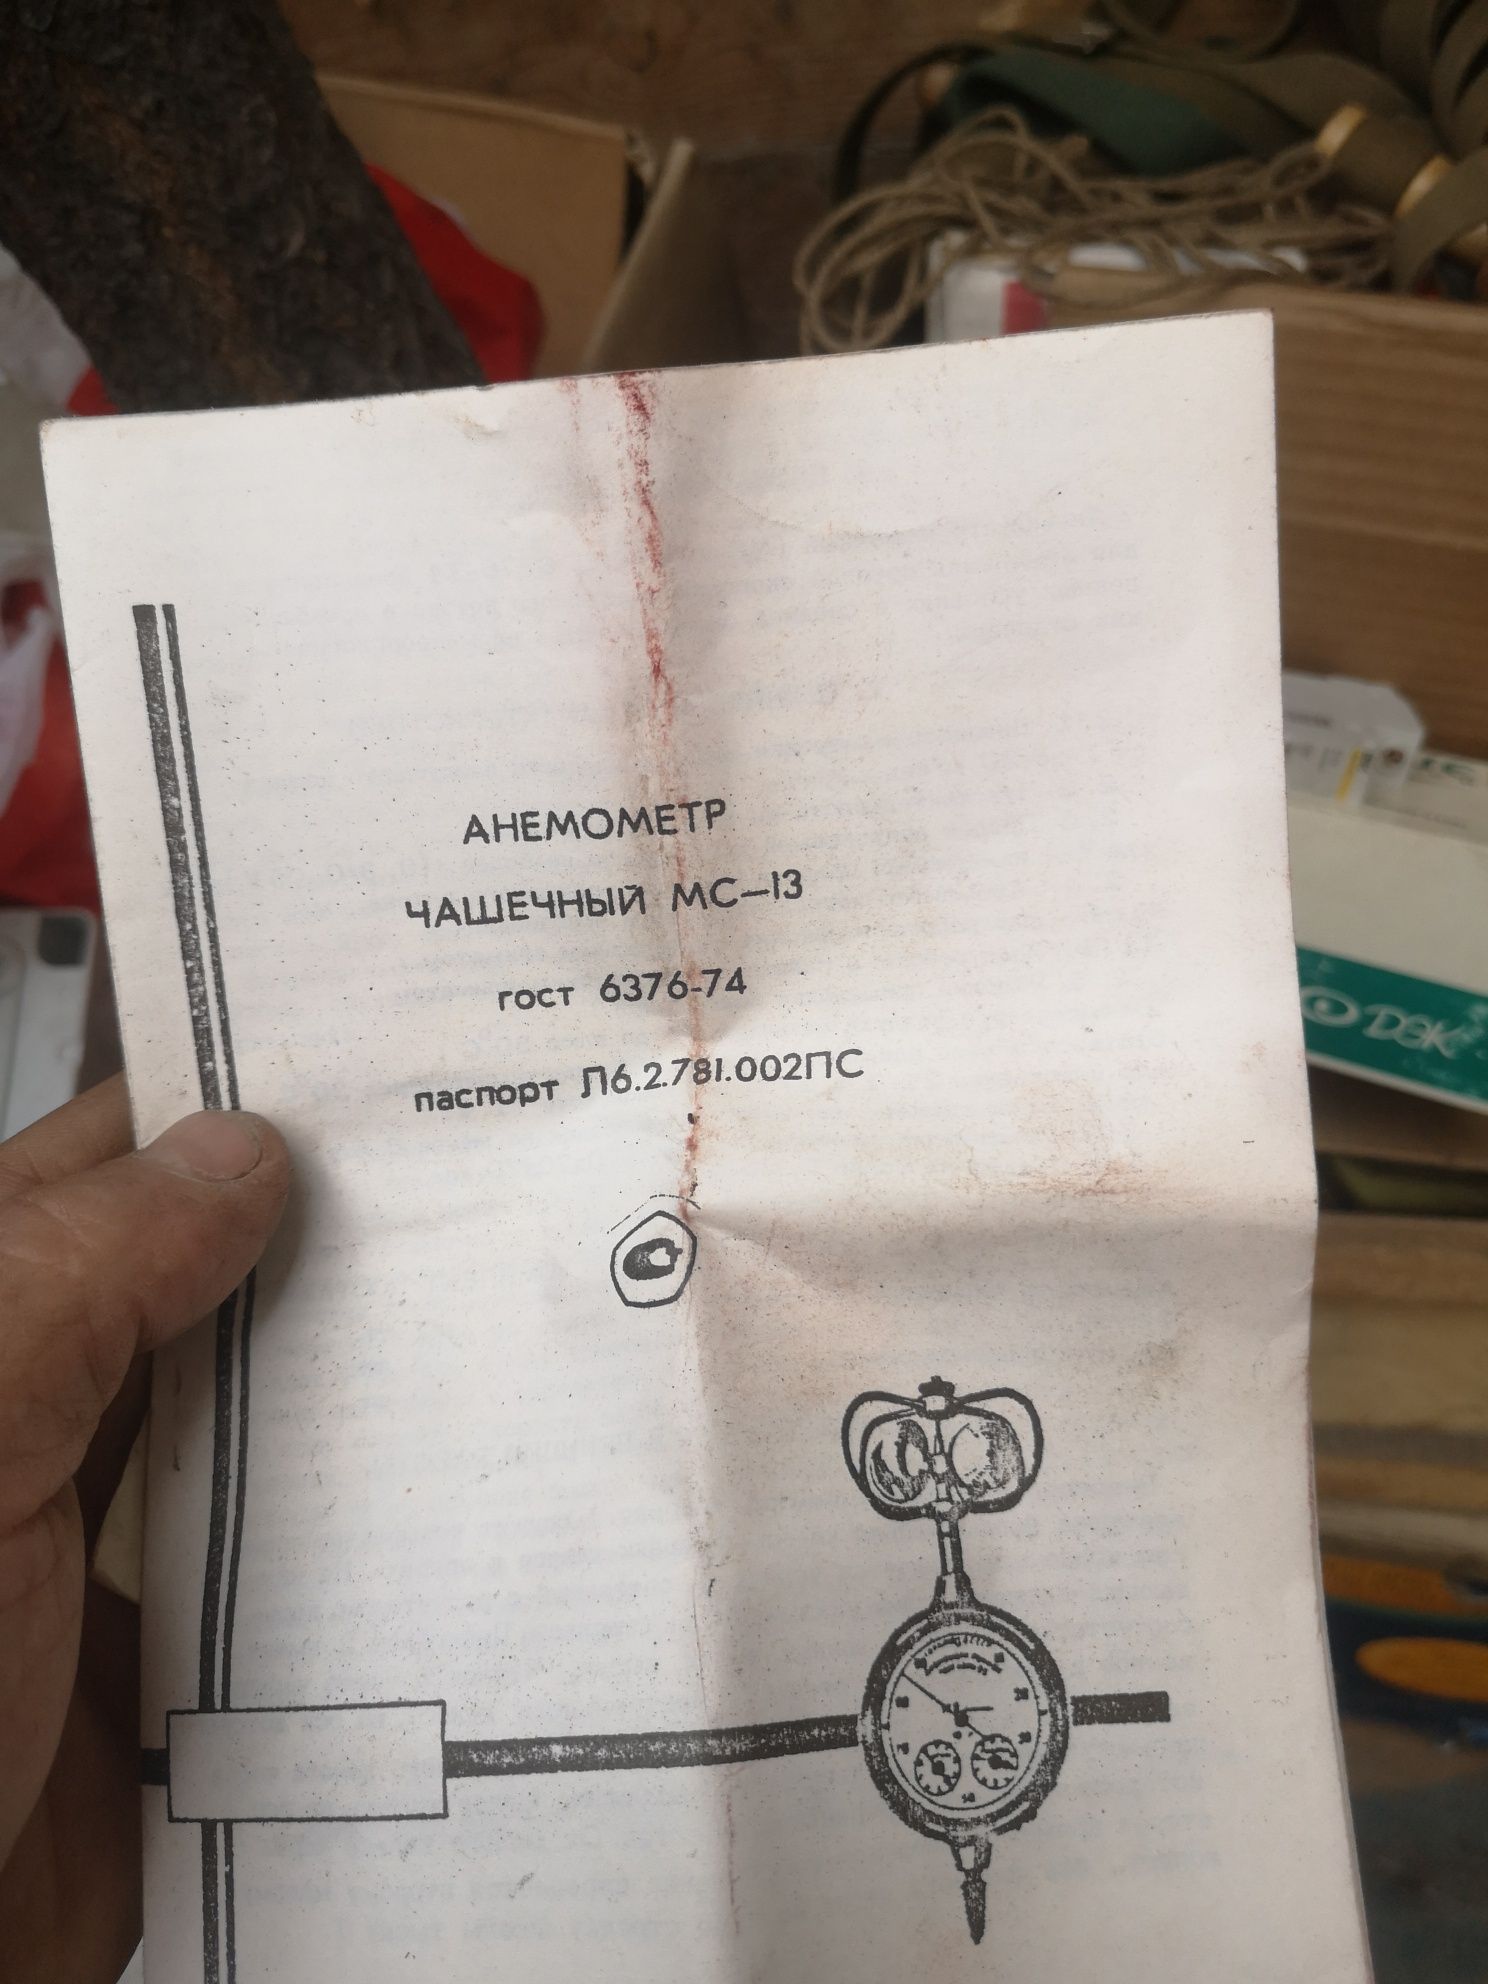 АНЕМОМЕТР
ЧАШЕЧНЫЙ МС-13
ГОСТ 6376-74
паспорт Л6.2.781.002ПС
ДЭК